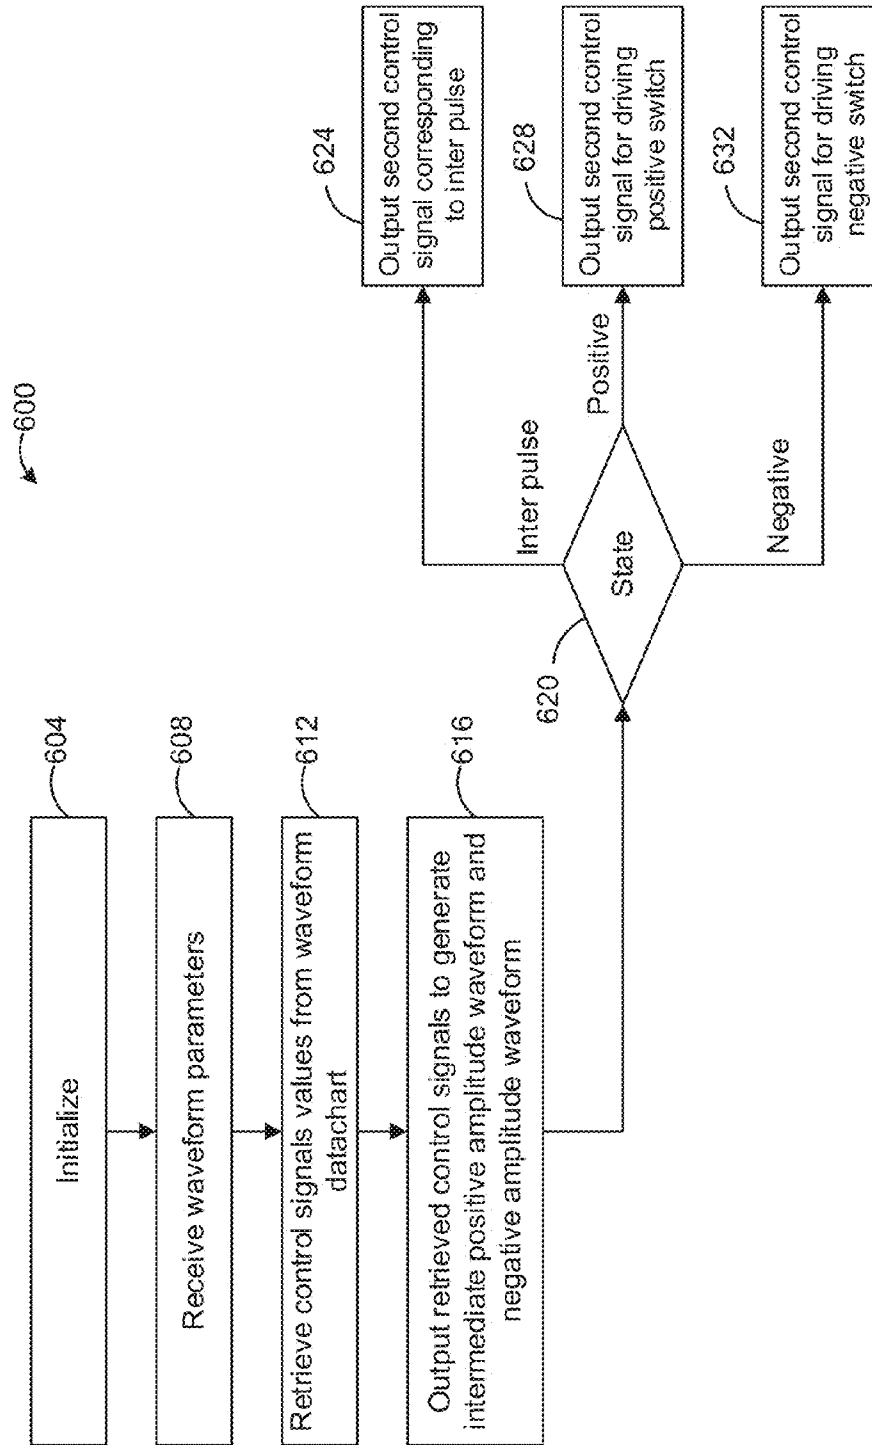 600
Initialize
604
Receive waveform parameters
608
Retrieve control signals values from waveform
datachart
612
Output retrieved control signals to generate
intermediate positive amplitude waveform and
negative amplitude waveform
616
620
State
Inter pulse
Positive
Negative
Output second control
signal corresponding
to inter pulse
624
Output second control
signal for driving
positive switch
628
Output second control
signal for driving
negative switch
632